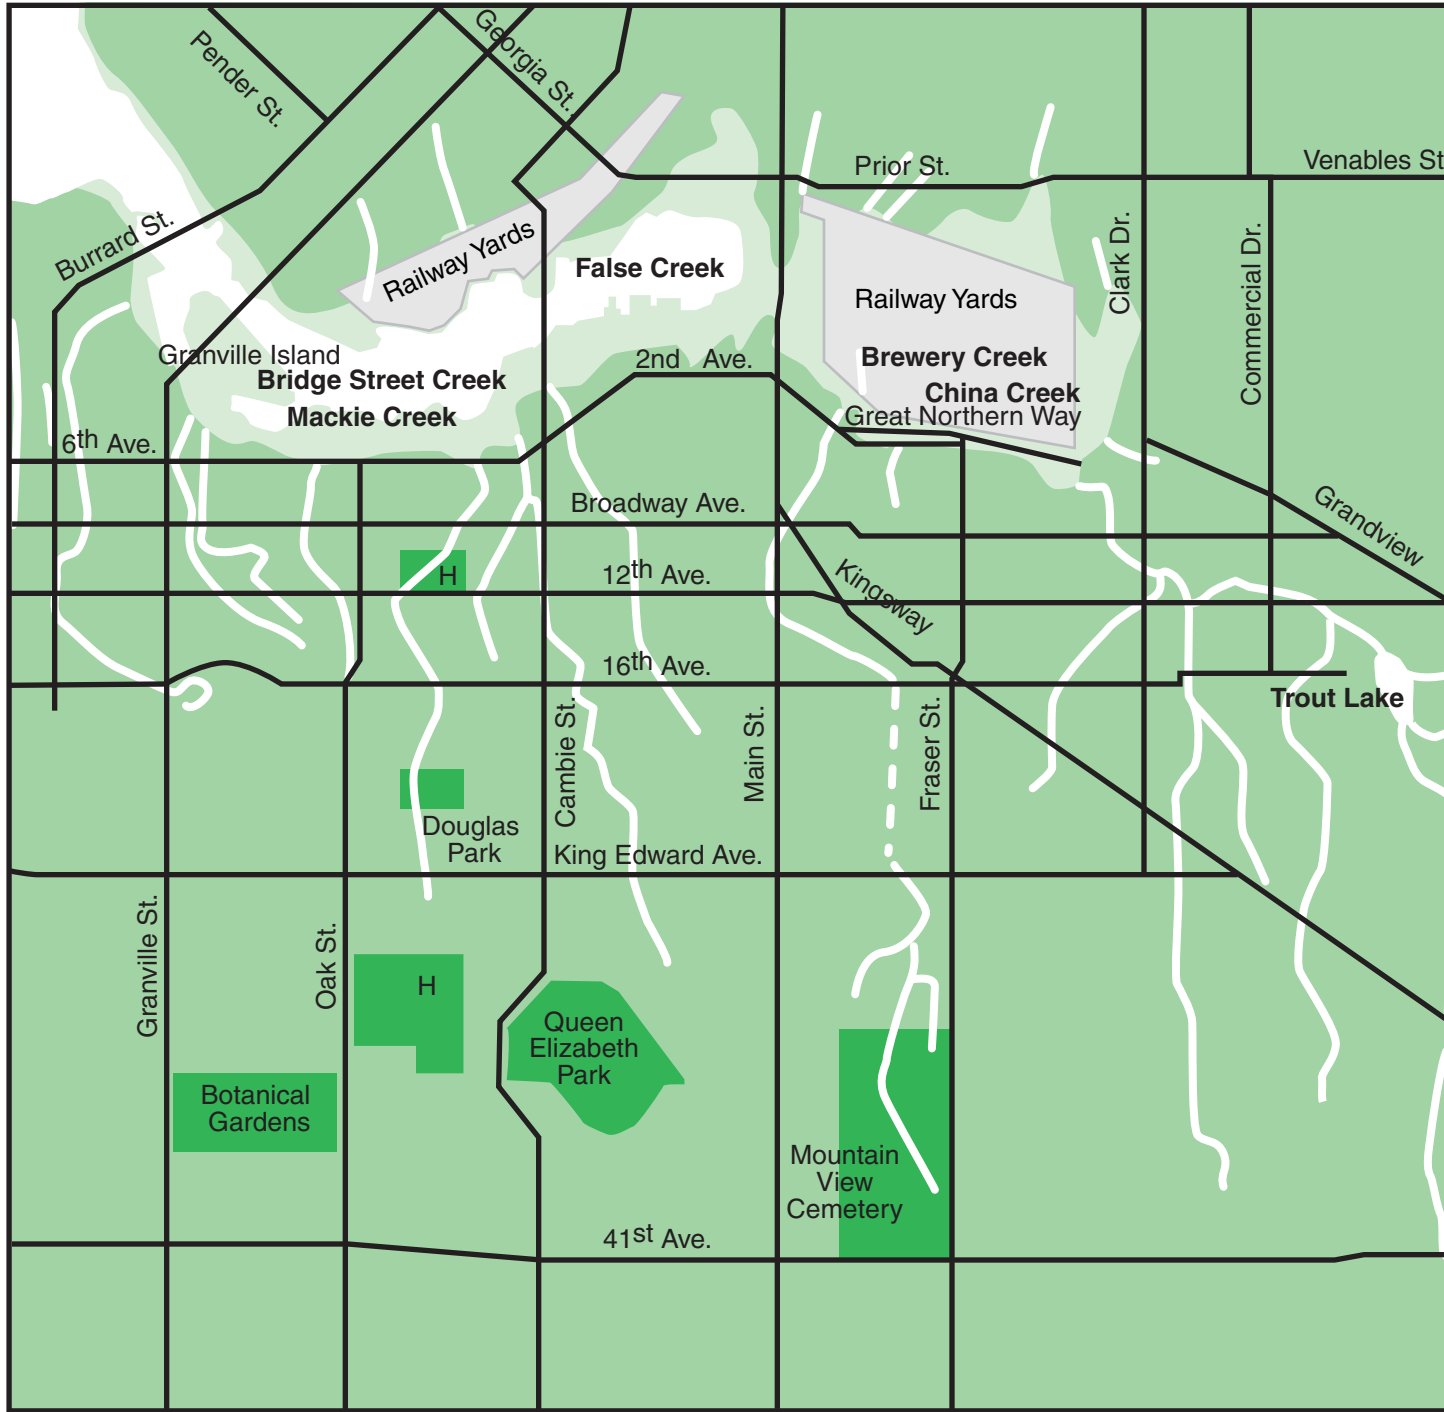 Georgia St.
Pender St.
Prior St.
Venables St
Burrard St.
Railway Yards
False Creek
Clark Dr.
Commercial Dr.
Railway Yards
Granville Island
2nd Ave.
Brewery Creek
Bridge Street Creek
China Creek
Mackie Creek
Great Northern Way
6th Ave.
Broadway Ave.
Grandview
H
12th Ave.
Kingsway
16th Ave.
Trout Lake
Cambie St.
Main St.
Fraser St.
Douglas
Park
King Edward Ave.
Granville St.
Oak St.
H
Queen
Elizabeth
Park
Botanical
Gardens
Mountain
View
Cemetery
41st Ave.